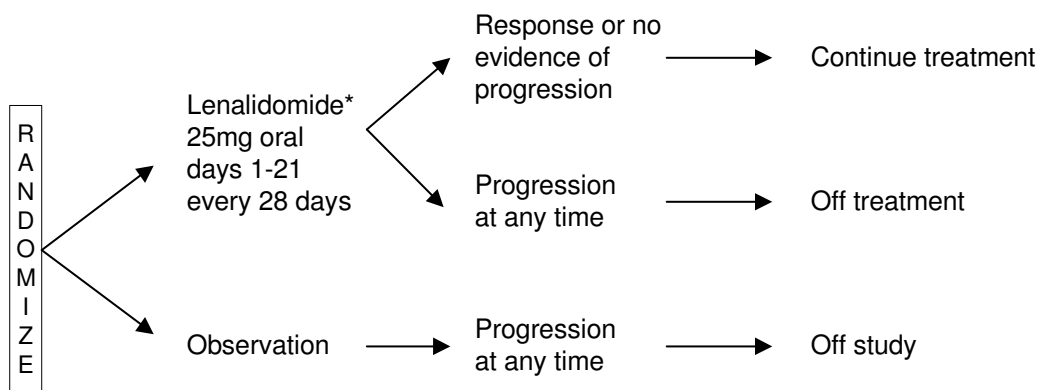 RANDOMIZE
Lenalidomide*
25mg oral
days 1-21
every 28 days
Response or no
evidence of
progression
Continue treatment
Progression
at any time
Off treatment
Observation
Progression
at any time
Off study